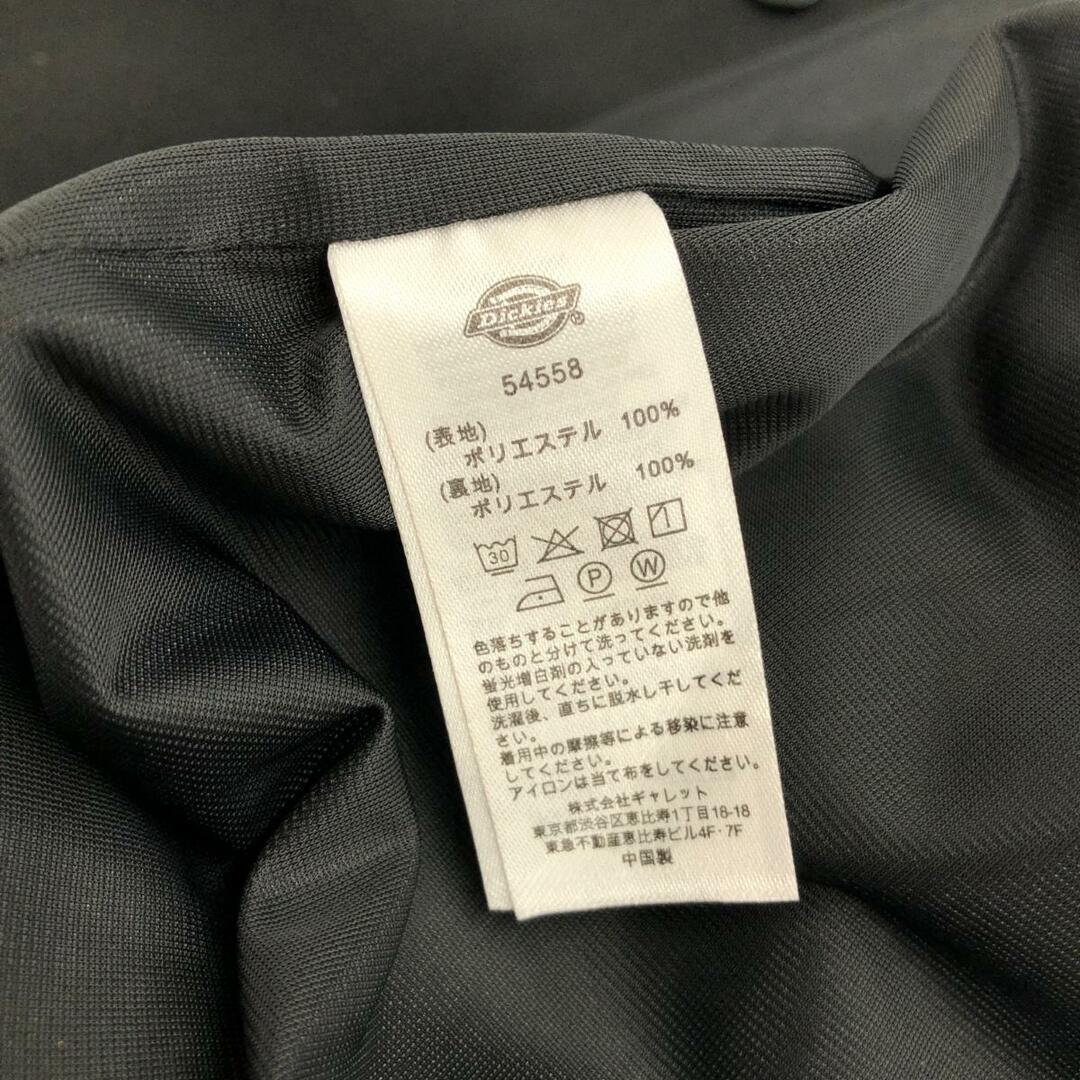 Dickies®
54558
(表地)
ポリエステル 100%
(裏地)
ポリエステル 100%
30 1
P W
色落ちすることがありますので他
のものと分けて洗ってください。
蛍光増白剤の入っていない洗剤を
使用してください。
洗濯後、直ちに脱水し干してくだ
さい。
着用中の摩擦等による移染に注意
してください。
アイロンは当て布をしてください。
株式会社ギャレット
東京都渋谷区恵比寿1丁目18-18
東急不動産恵比寿ビル4F・7F
中国製